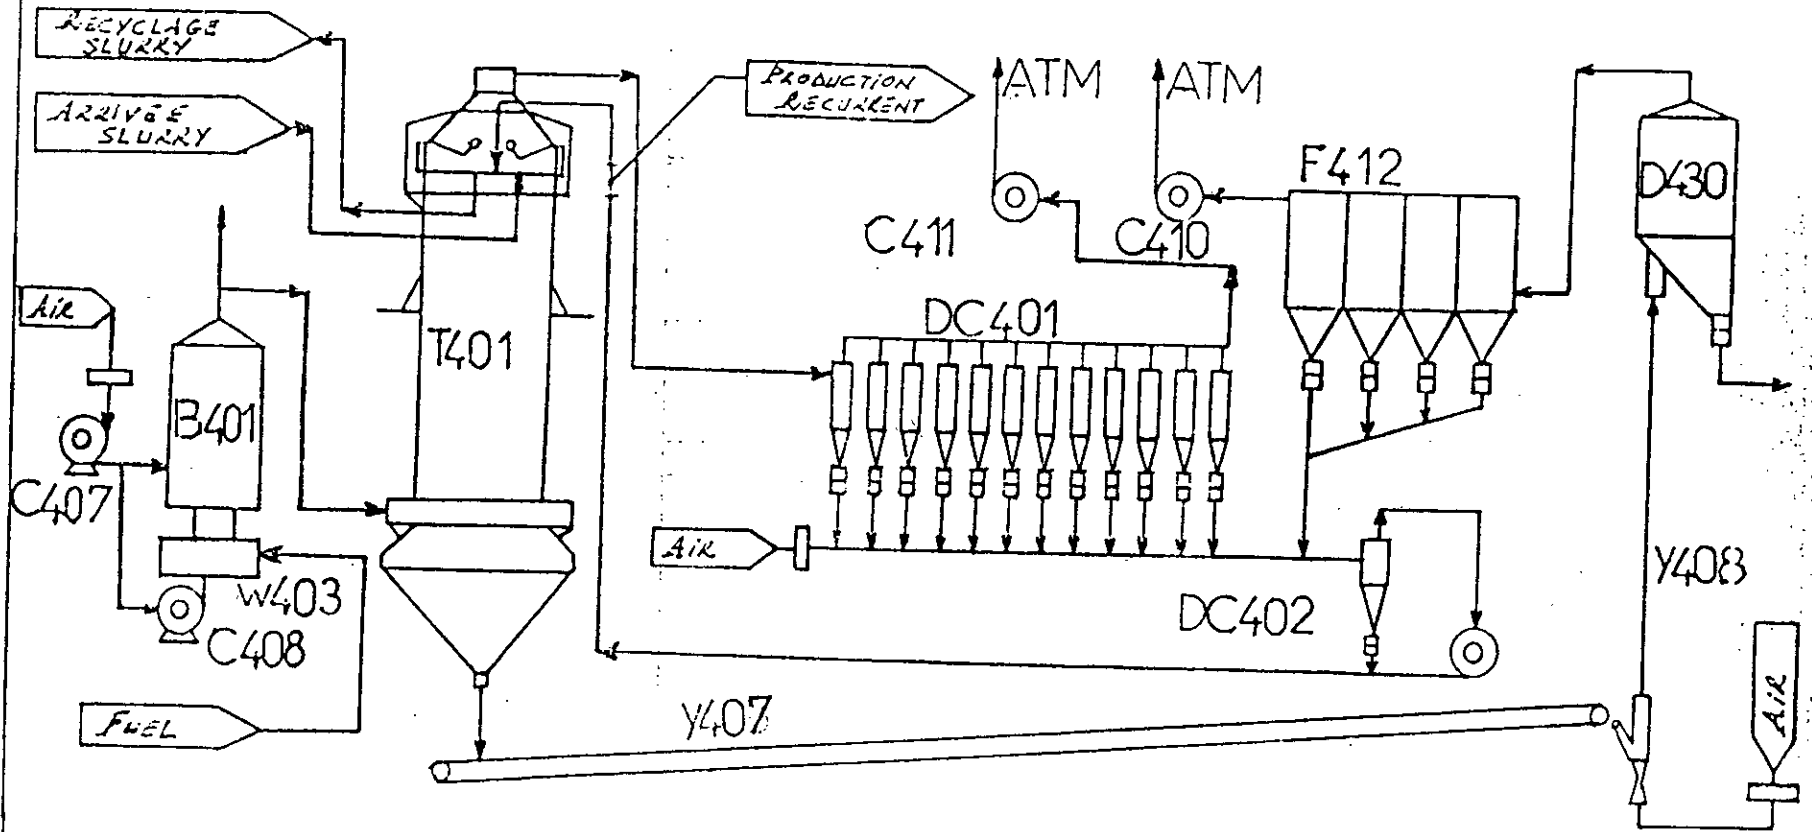 RECYCLAGE
SLURRY
ARRIVEE
SLURRY
PRODUCTION
RECURRENT
ATM
ATM
F412
D430
C411
C410
AiR
DC401
T401
B401
C407
AiR
Y408
W403
DC402
C408
FUEL
Y407
AiR